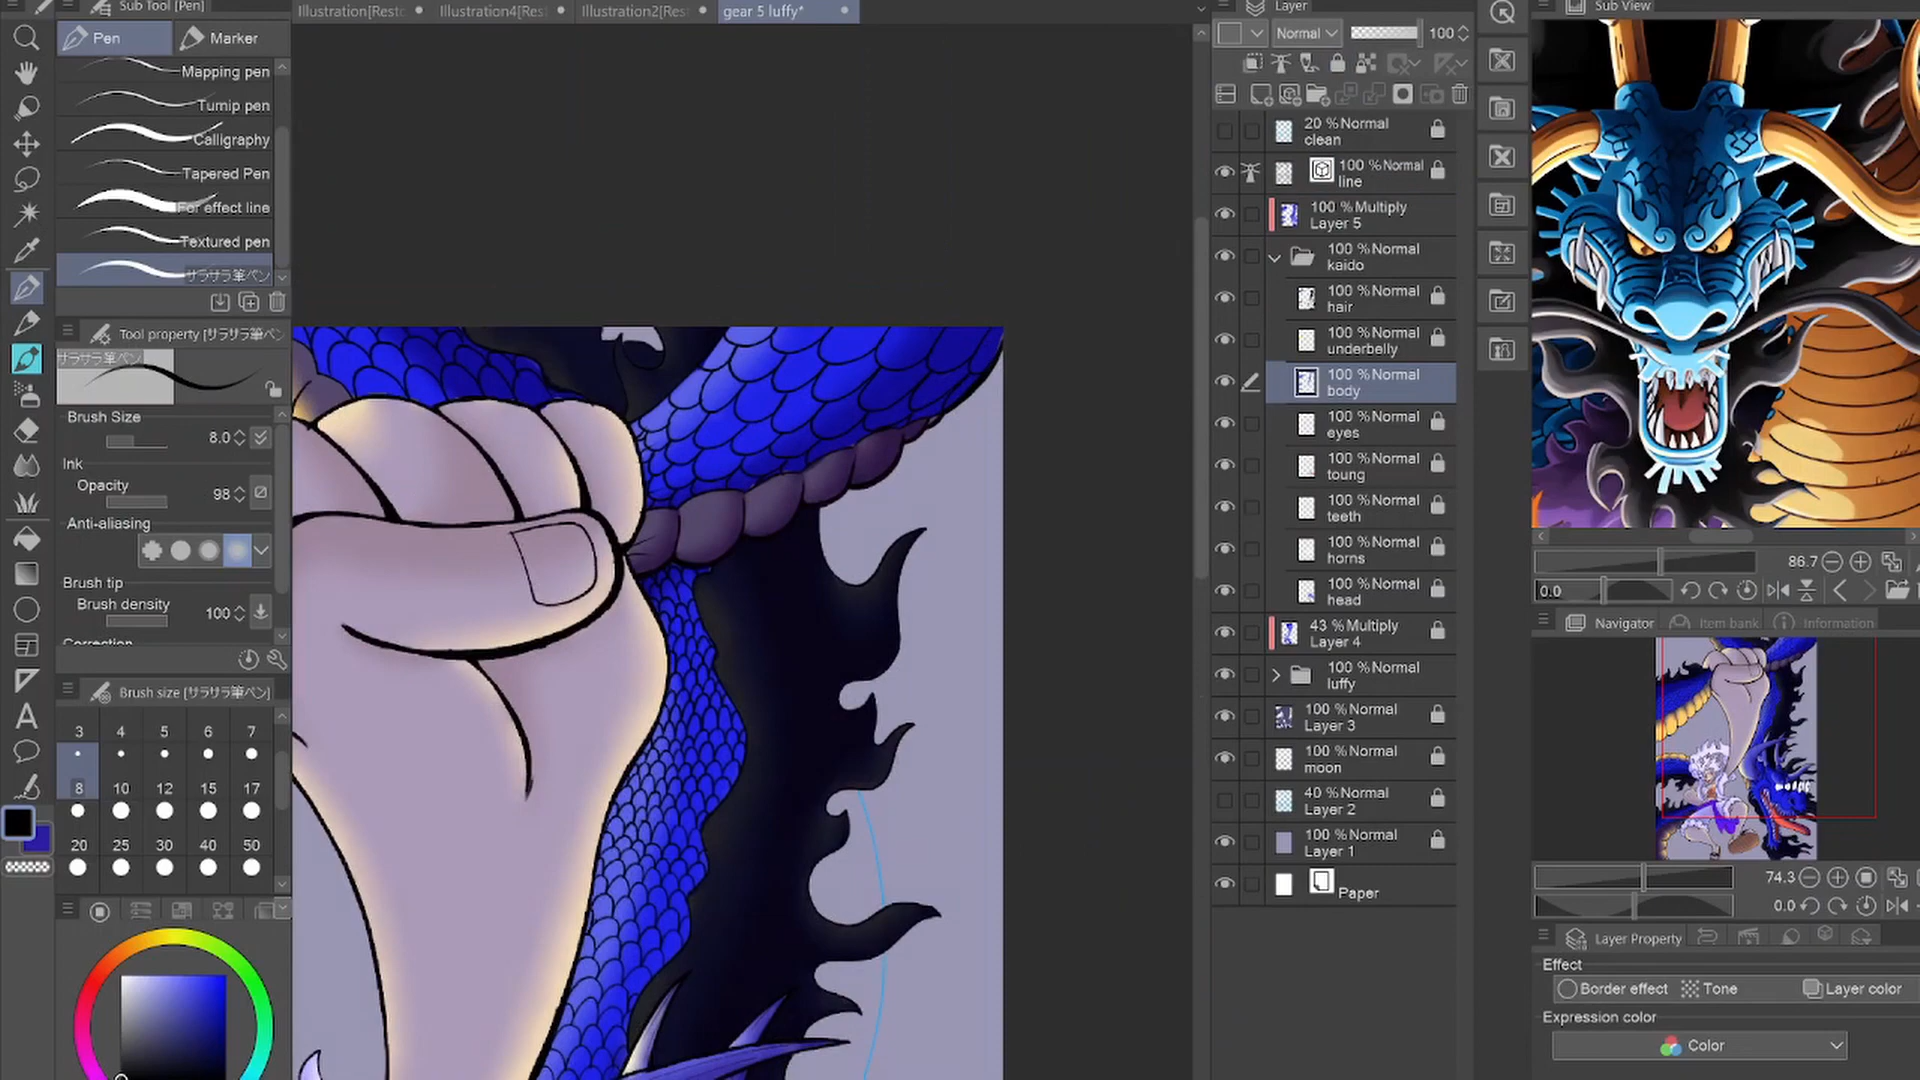 Sub Tool [Pen]
Illustration[Resto
Illustration4[Res
Illustration2[Res
gear 5 luffy*
Layer
Sub View
Pen
Marker
Mapping pen
Turnip pen
Calligraphy
Tapered Pen
For effect line
Textured pen
サラサラ筆ペン
Tool property [サラサラ筆ペン
サラサラ筆ペン
Brush Size
8.0
Ink
Opacity
98
Anti-aliasing
Brush tip
Brush density
100
Correction
Brush size [サラサラ筆ペン]
3 4 5 6 7
8 10 12 15 17
20 25 30 40 50
Normal
100
20 %Normal
clean
100 %Normal
line
100 %Multiply
Layer 5
100 %Normal
kaido
100 %Normal
hair
100 %Normal
underbelly
100 %Normal
body
100 %Normal
eyes
100 %Normal
toung
100 %Normal
teeth
100 %Normal
horns
100 %Normal
head
43 %Multiply
Layer 4
100 %Normal
luffy
100 %Normal
Layer 3
100 %Normal
moon
40 %Normal
Layer 2
100 %Normal
Layer 1
Paper
86.7
0.0
Navigator
Item bank
Information
74.3
0.0
Layer Property
Effect
Border effect
Tone
Layer color
Expression color
Color